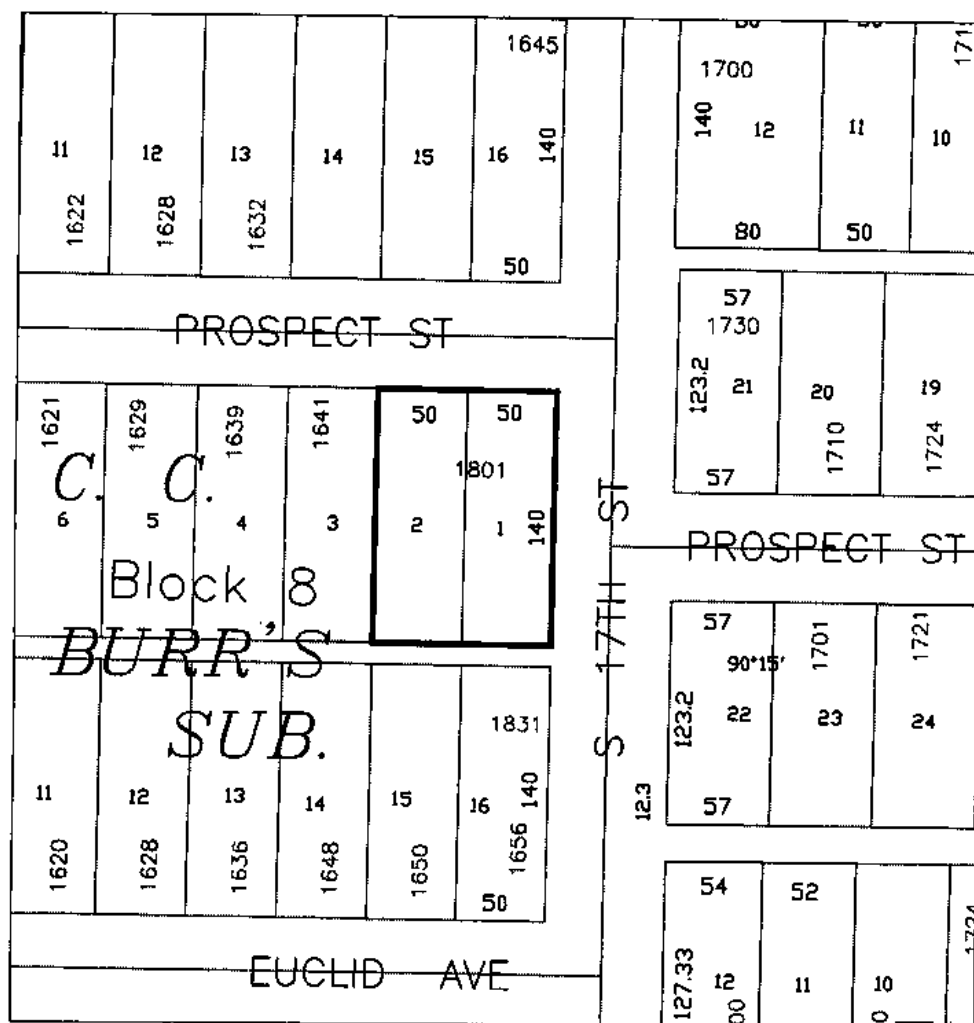 1645
11 12 13 14 15 16 140
1622 1628 1632
50
1700
140 12 11 10
80 50
PROSPECT ST
57
1730
123.2 21 20 19
1710 1724
57
1621 1629 1639 1641 50 50
C. C. 1801
6 5 4 3 2 1 140
Block 8
BURR'S
SUB.
S 17TH ST
PROSPECT ST
57 1701 1721
90°15'
123.2 22 23 24
57
12.3
1831
11 12 13 14 15 16 140
1620 1628 1636 1648 1650 1656
50
EUCLID AVE
54 52
127.33 12 11 10